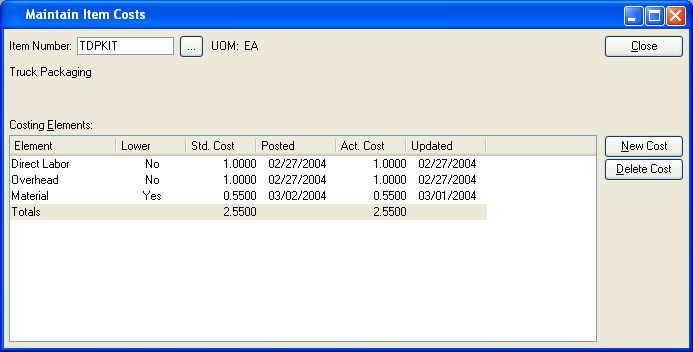 Maintain Item Costs
Item Number: TDPKIT ... UOM: EA Close
Truck Packaging
Costing Elements:
Element Lower Std. Cost Posted Act. Cost Updated New Cost
Direct Labor No 1.0000 02/27/2004 1.0000 02/27/2004 Delete Cost
Overhead No 1.0000 02/27/2004 1.0000 02/27/2004
Material Yes 0.5500 03/02/2004 0.5500 03/01/2004
Totals 2.5500 2.5500